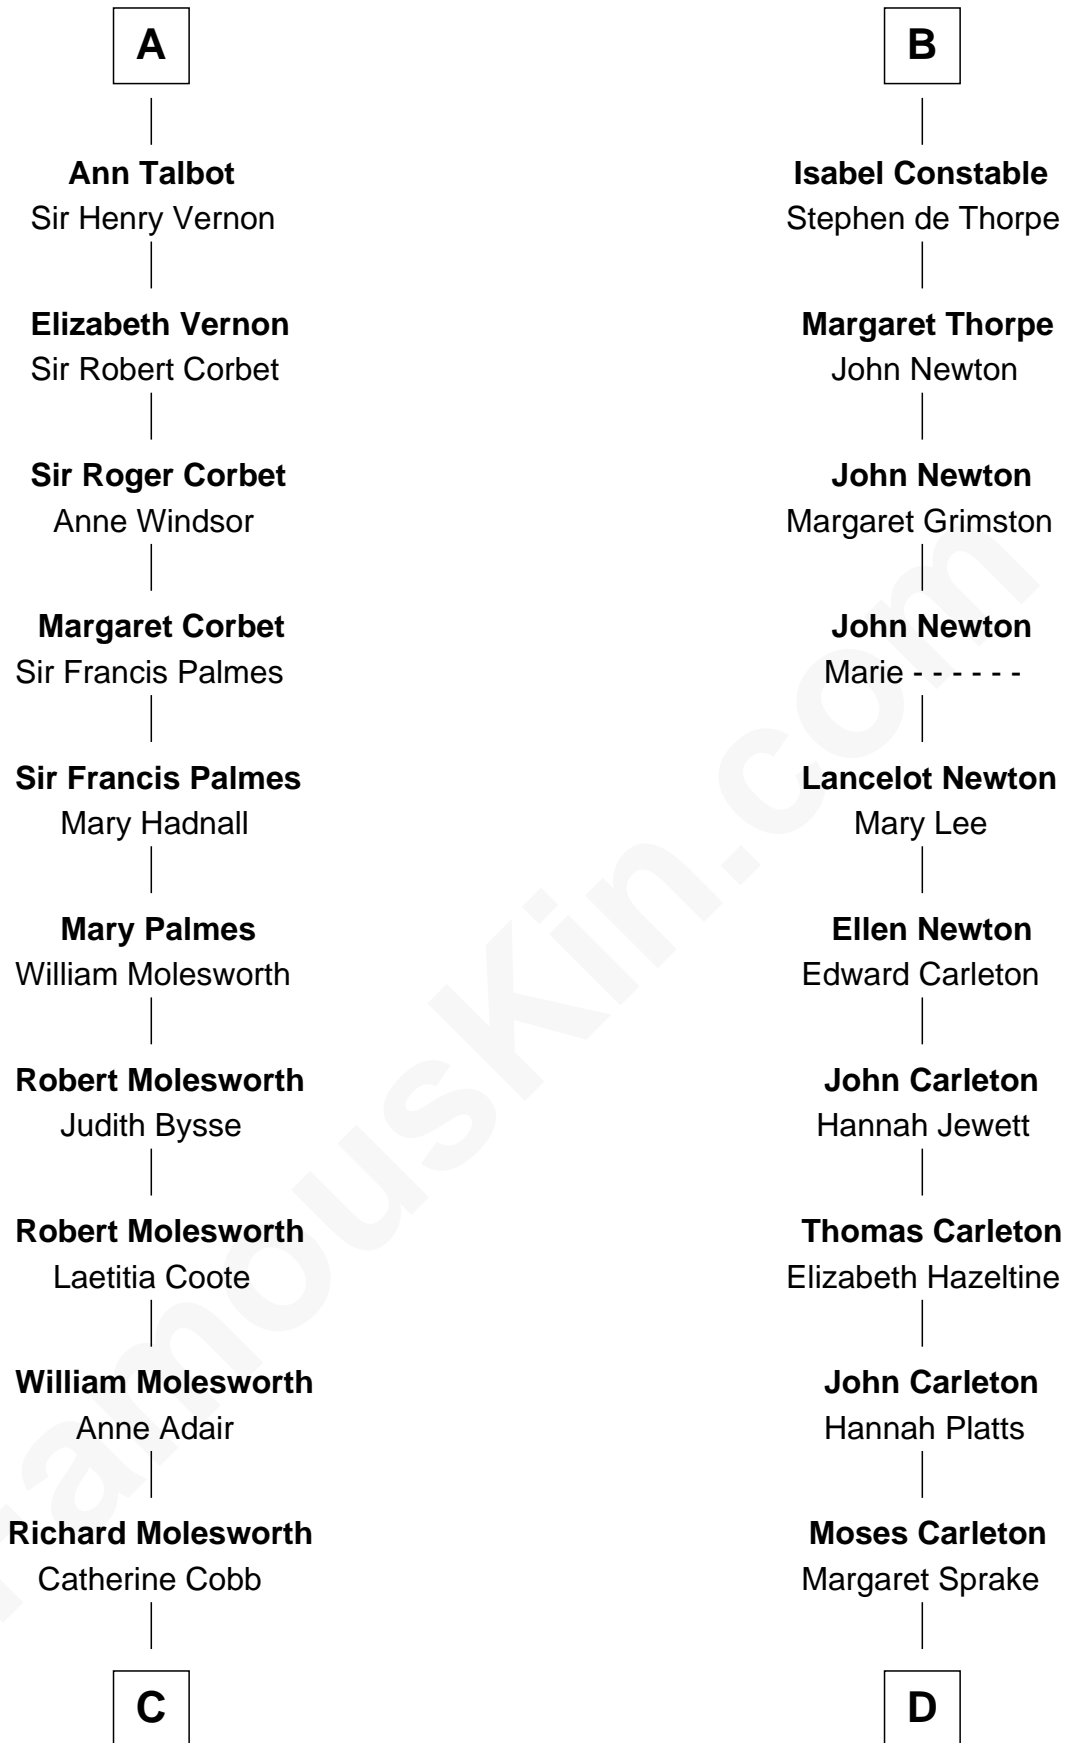 A
Ann Talbot
Sir Henry Vernon
Elizabeth Vernon
Sir Robert Corbet
Sir Roger Corbet
Anne Windsor
Margaret Corbet
Sir Francis Palmes
Sir Francis Palmes
Mary Hadnall
Mary Palmes
William Molesworth
Robert Molesworth
Judith Bysse
Robert Molesworth
Laetitia Coote
William Molesworth
Anne Adair
Richard Molesworth
Catherine Cobb
C
B
Isabel Constable
Stephen de Thorpe
Margaret Thorpe
John Newton
John Newton
Margaret Grimston
John Newton
Marie - - - - - -
Lancelot Newton
Mary Lee
Ellen Newton
Edward Carleton
John Carleton
Hannah Jewett
Thomas Carleton
Elizabeth Hazeltine
John Carleton
Hannah Platts
Moses Carleton
Margaret Sprake
D
FamousKin.com